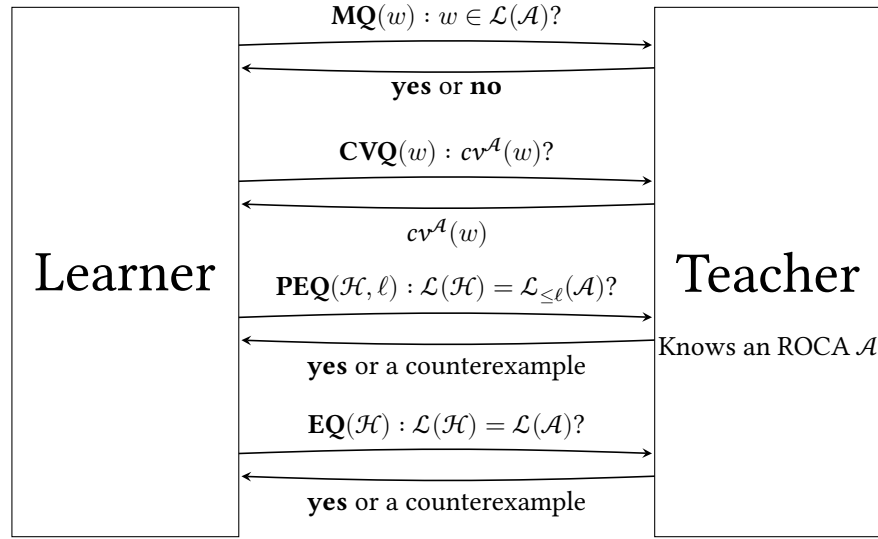 MQ(w) : w ∈ ℒ(𝒜)?
yes or no
CVQ(w) : cv^𝒜(w)?
cv^𝒜(w)
Learner
Teacher
PEQ(ℋ, ℓ) : ℒ(ℋ) = ℒ_≤ℓ(𝒜)?
Knows an ROCA 𝒜
yes or a counterexample
EQ(ℋ) : ℒ(ℋ) = ℒ(𝒜)?
yes or a counterexample